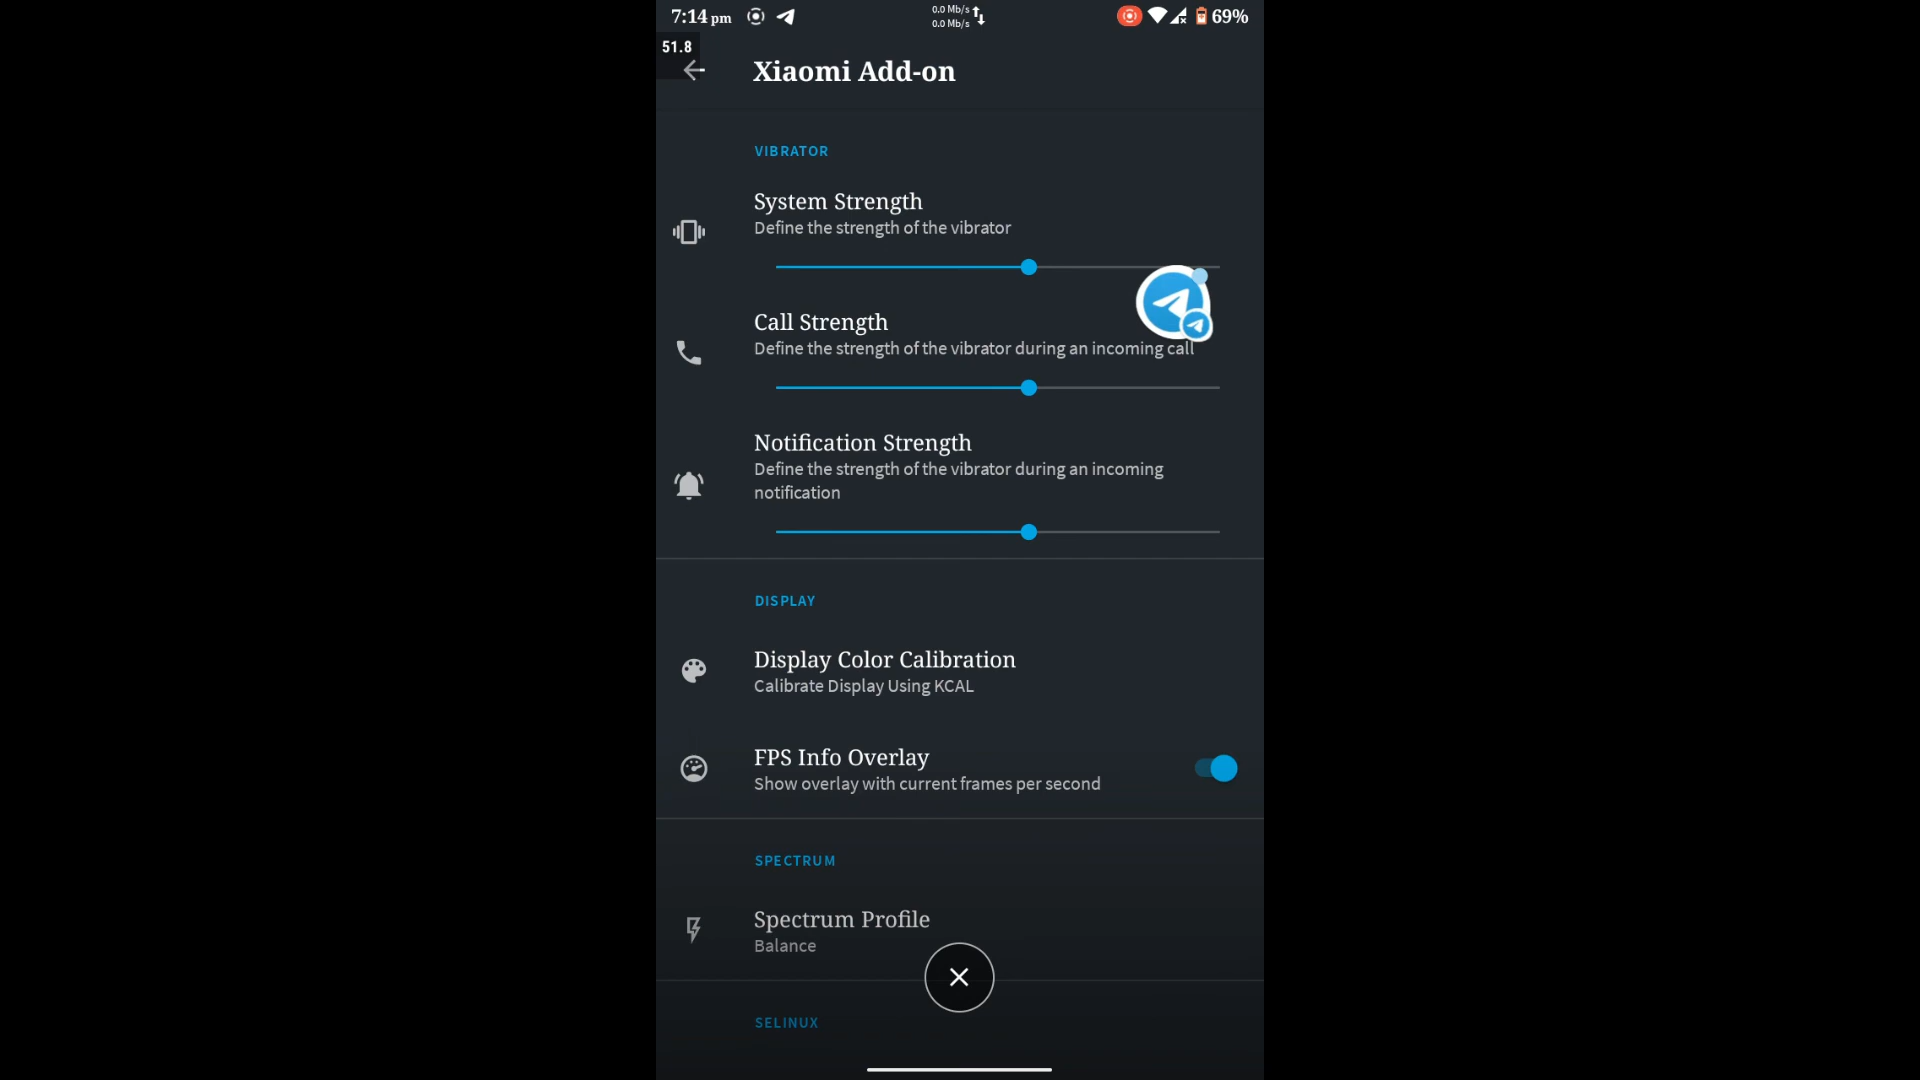 7:14 pm
0.0 Mb/s
0.0 Mb/s
69%
51.8
Xiaomi Add-on
VIBRATOR
System Strength
Define the strength of the vibrator
Call Strength
Define the strength of the vibrator during an incoming call
Notification Strength
Define the strength of the vibrator during an incoming
notification
DISPLAY
Display Color Calibration
Calibrate Display Using KCAL
FPS Info Overlay
Show overlay with current frames per second
SPECTRUM
Spectrum Profile
Balance
SELINUX